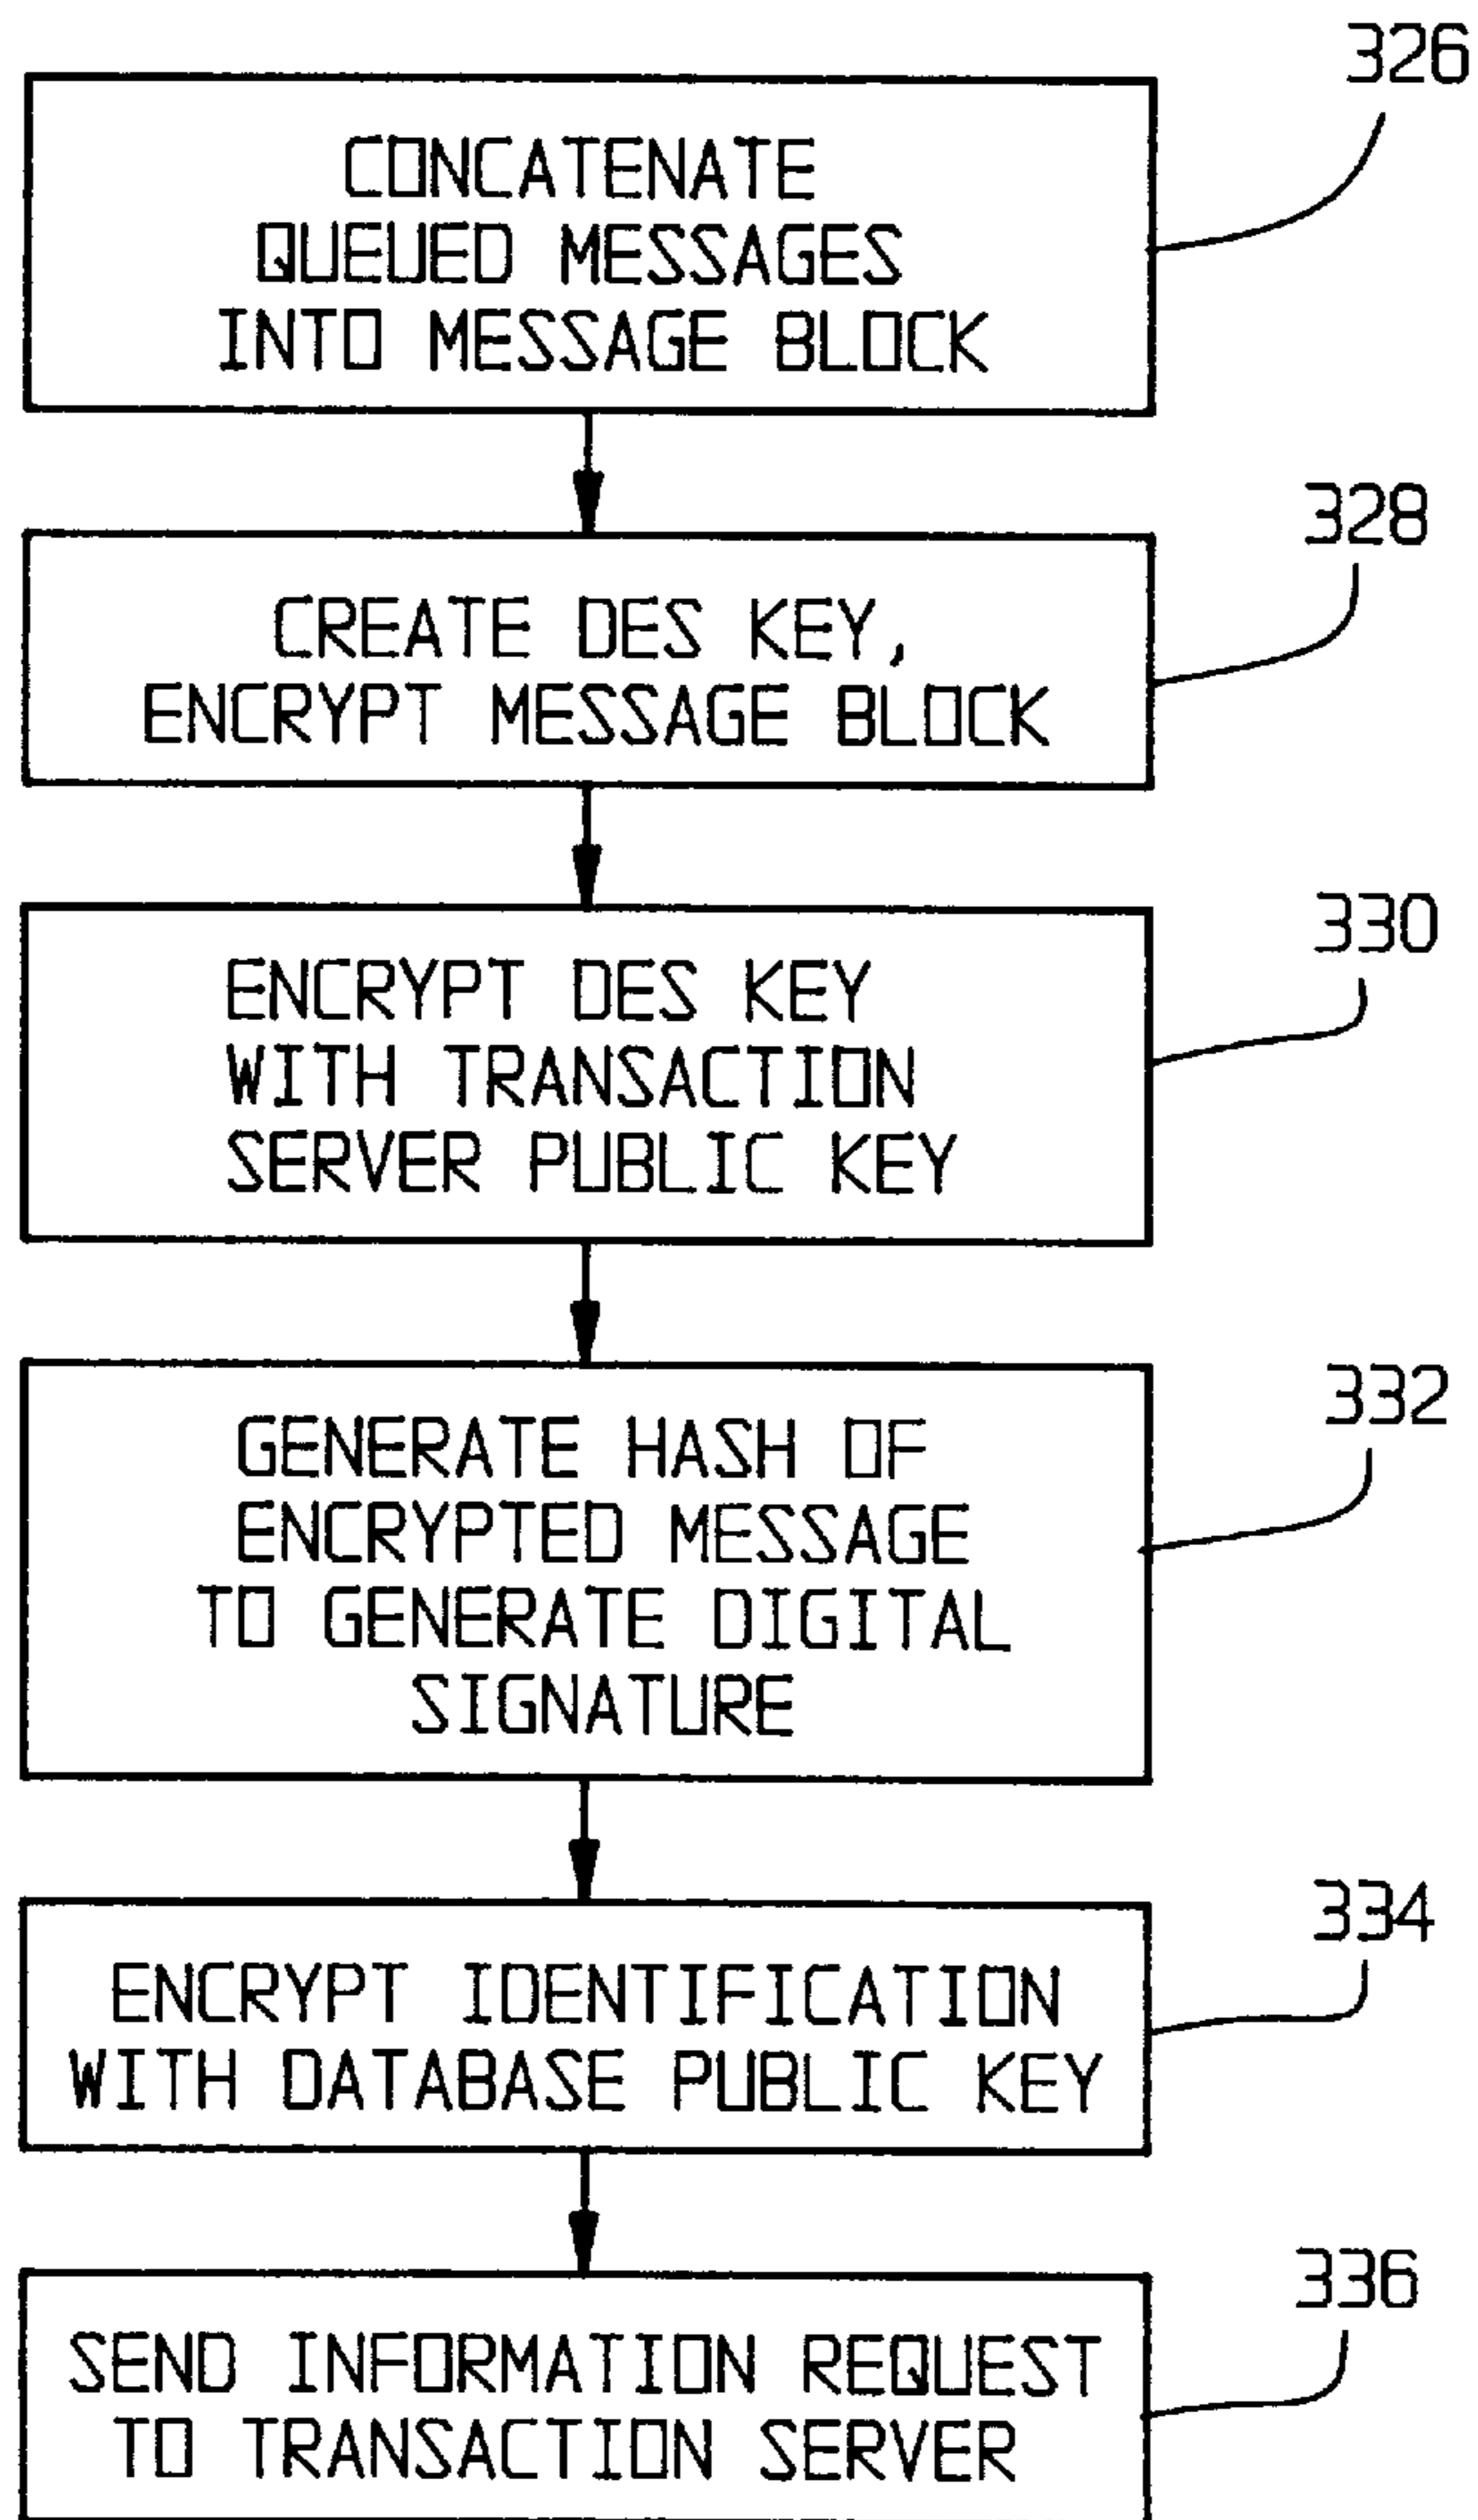 326
CONCATENATE
QUEUED MESSAGES
INTO MESSAGE BLOCK
328
CREATE DES KEY,
ENCRYPT MESSAGE BLOCK
330
ENCRYPT DES KEY
WITH TRANSACTION
SERVER PUBLIC KEY
332
GENERATE HASH OF
ENCRYPTED MESSAGE
TO GENERATE DIGITAL
SIGNATURE
334
ENCRYPT IDENTIFICATION
WITH DATABASE PUBLIC KEY
336
SEND INFORMATION REQUEST
TO TRANSACTION SERVER